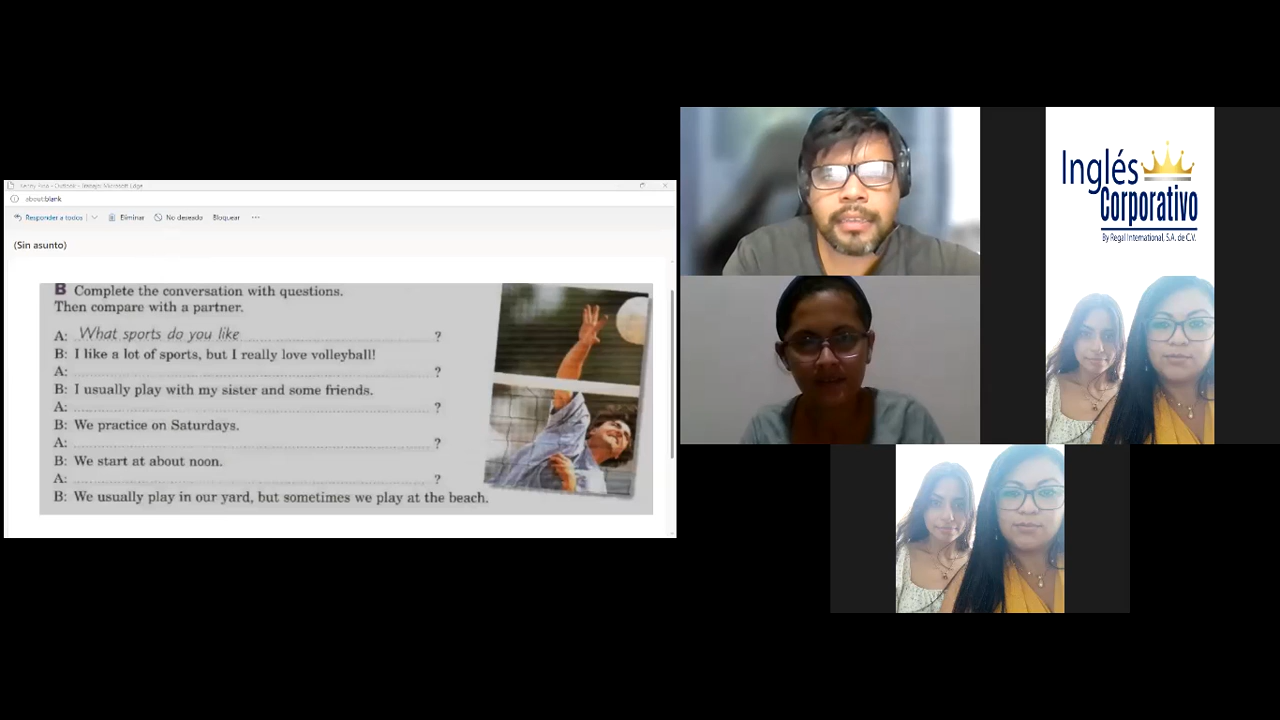 about:blank
Responder a todos
Eliminar
No deseado
Bloquear
(Sin asunto)
B Complete the conversation with questions.
Then compare with a partner.
A: What sports do you like ?
B: I like a lot of sports, but I really love volleyball!
A: ?
B: I usually play with my sister and some friends.
A: ?
B: We practice on Saturdays.
A: ?
B: We start at about noon.
A: ?
B: We usually play in our yard, but sometimes we play at the beach.
Inglés
Corporativo
By Regal International, S.A. de C.V.